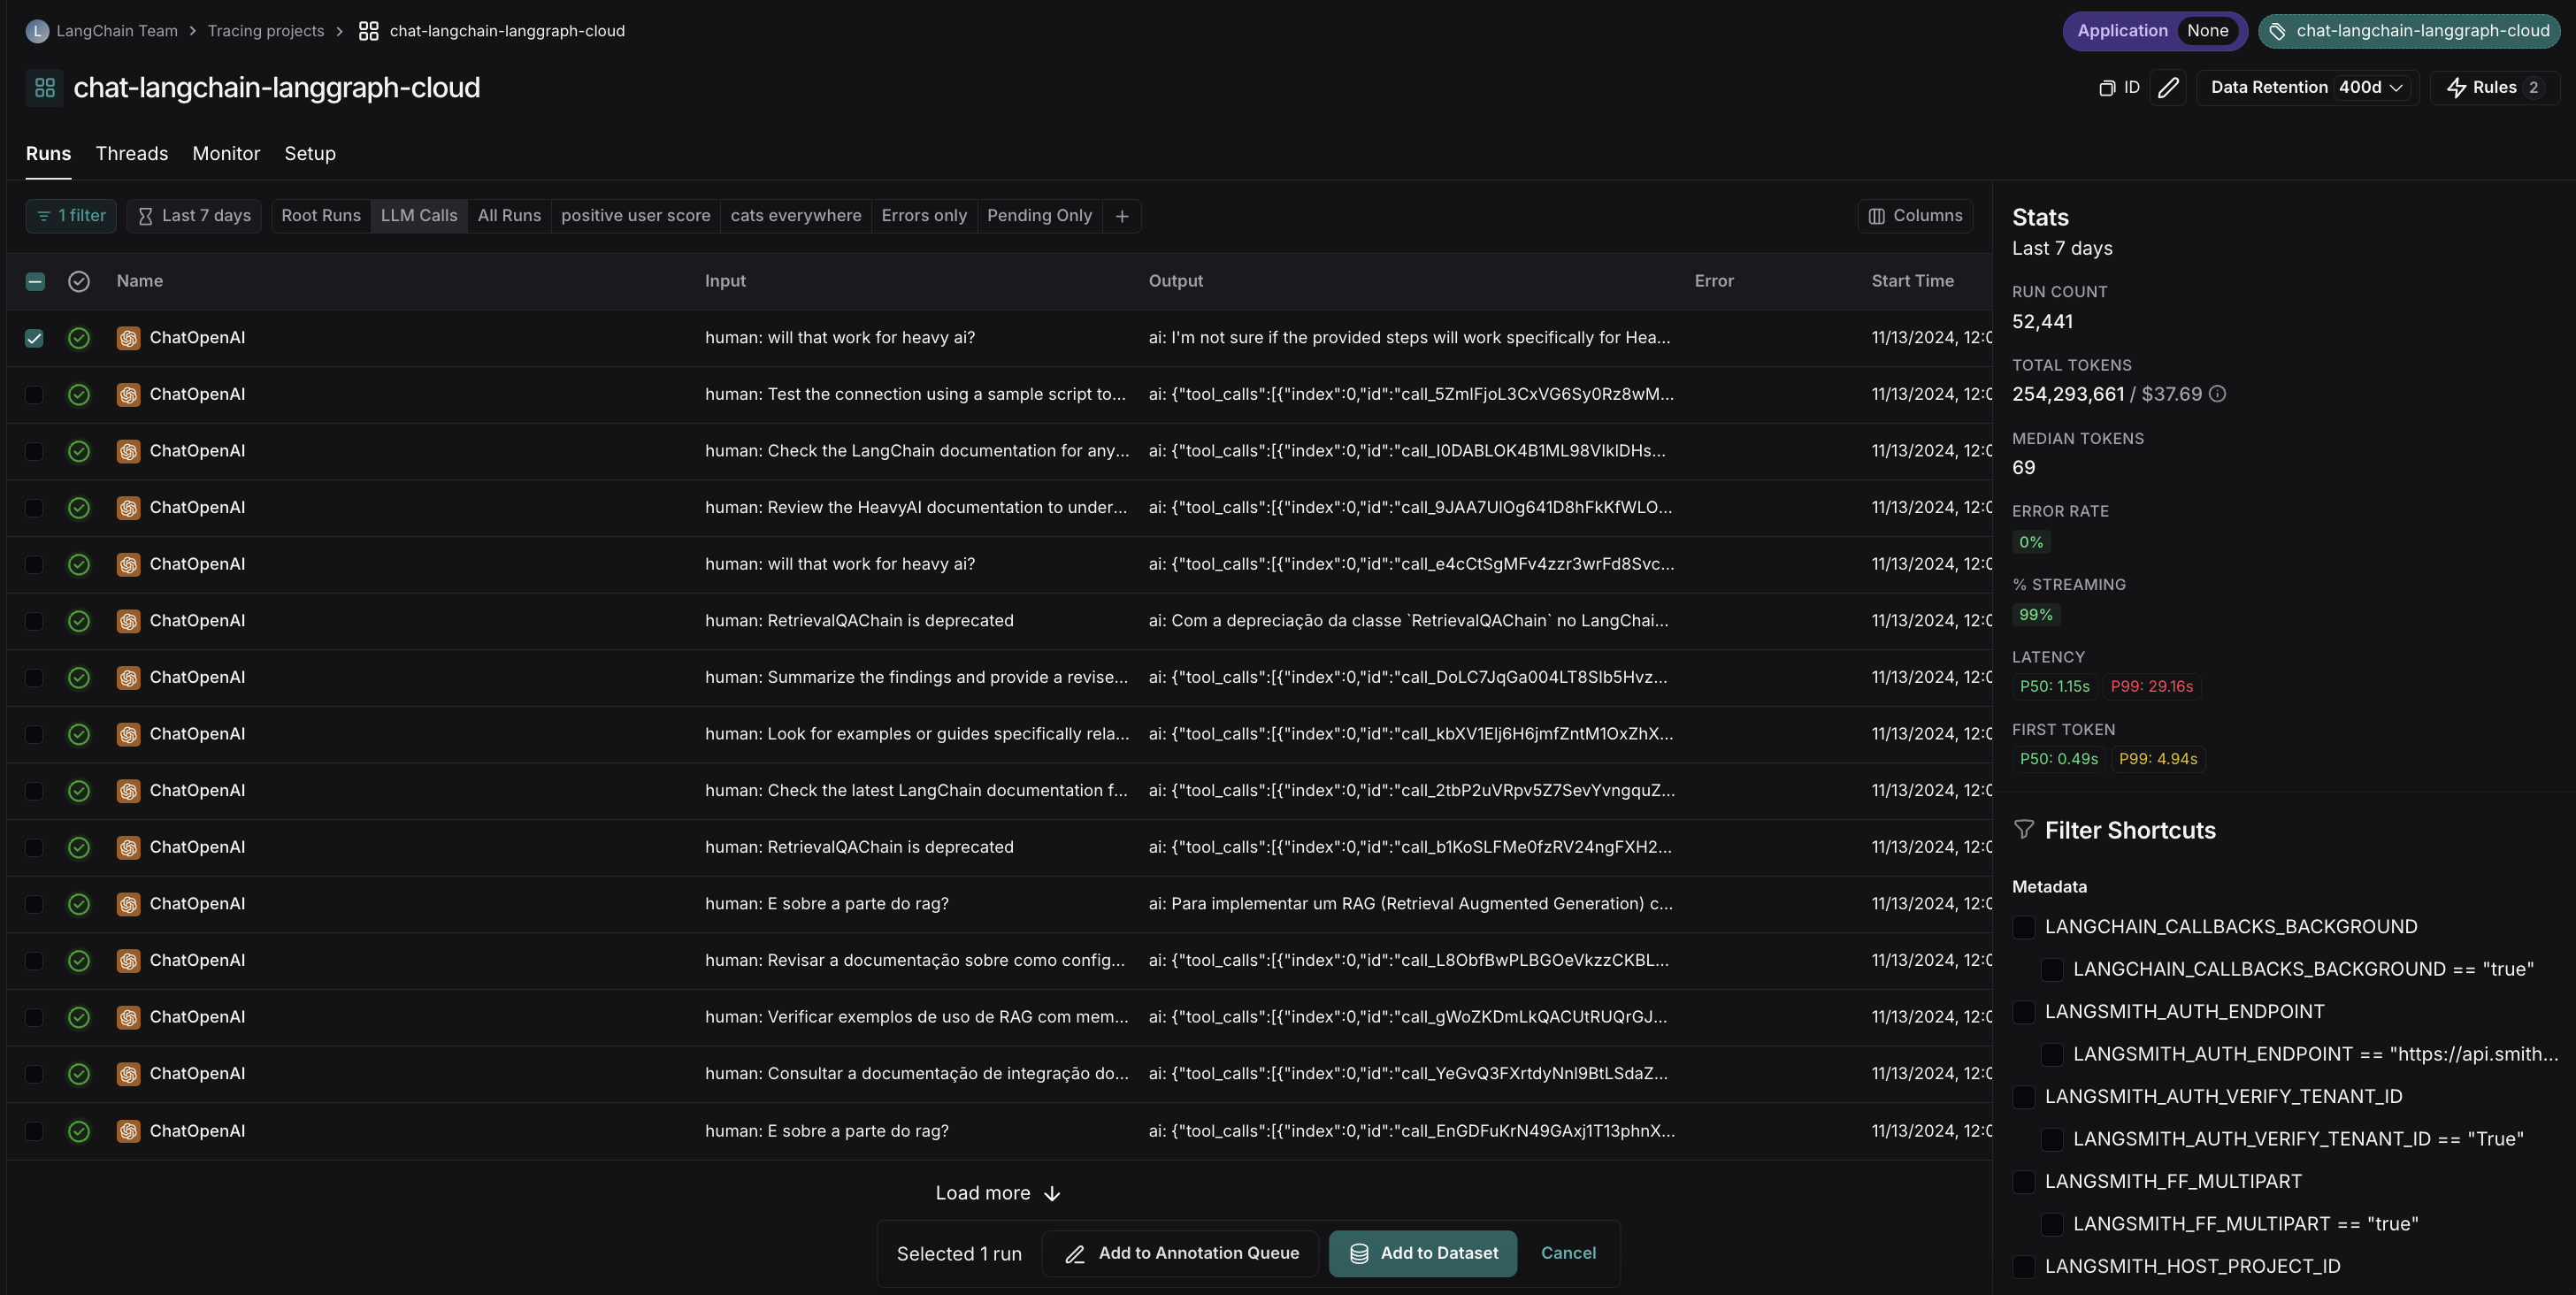 L LangChain Team > Tracing projects > chat-langchain-langgraph-cloud
Application None chat-langchain-langgraph-cloud
chat-langchain-langgraph-cloud
ID Data Retention 400d Rules 2
Runs Threads Monitor Setup
1 filter Last 7 days Root Runs LLM Calls All Runs positive user score cats everywhere Errors only Pending Only + Columns
Name Input Output Error Start Time
ChatOpenAI human: will that work for heavy ai? ai: I'm not sure if the provided steps will work specifically for Hea... 11/13/2024, 12:0
ChatOpenAI human: Test the connection using a sample script to... ai: {"tool_calls":[{"index":0,"id":"call_5ZmIFjoL3CxVG6Sy0Rz8wM... 11/13/2024, 12:0
ChatOpenAI human: Check the LangChain documentation for any... ai: {"tool_calls":[{"index":0,"id":"call_I0DABLOK4B1ML98VIkIDHs... 11/13/2024, 12:0
ChatOpenAI human: Review the HeavyAI documentation to under... ai: {"tool_calls":[{"index":0,"id":"call_9JAA7UIOg641D8hFkKfWLO... 11/13/2024, 12:0
ChatOpenAI human: will that work for heavy ai? ai: {"tool_calls":[{"index":0,"id":"call_e4cCtSgMFv4zzr3wrFd8Svc... 11/13/2024, 12:0
ChatOpenAI human: RetrievalQAChain is deprecated ai: Com a depreciação da classe `RetrievalQAChain` no LangChai... 11/13/2024, 12:0
ChatOpenAI human: Summarize the findings and provide a revise... ai: {"tool_calls":[{"index":0,"id":"call_DoLC7JqGa004LT8SIb5Hvz... 11/13/2024, 12:0
ChatOpenAI human: Look for examples or guides specifically rela... ai: {"tool_calls":[{"index":0,"id":"call_kbXV1Elj6H6jmfZntM1OxZhX... 11/13/2024, 12:0
ChatOpenAI human: Check the latest LangChain documentation f... ai: {"tool_calls":[{"index":0,"id":"call_2tbP2uVRpv5Z7SevYvngquZ... 11/13/2024, 12:0
ChatOpenAI human: RetrievalQAChain is deprecated ai: {"tool_calls":[{"index":0,"id":"call_b1KoSLFMe0fzRV24ngFXH2... 11/13/2024, 12:0
ChatOpenAI human: E sobre a parte do rag? ai: Para implementar um RAG (Retrieval Augmented Generation) c... 11/13/2024, 12:0
ChatOpenAI human: Revisar a documentação sobre como config... ai: {"tool_calls":[{"index":0,"id":"call_L8ObfBwPLBGOeVkzzCKBL... 11/13/2024, 12:0
ChatOpenAI human: Verificar exemplos de uso de RAG com mem... ai: {"tool_calls":[{"index":0,"id":"call_gWoZKDmLkQACUtRUQrGJ... 11/13/2024, 12:0
ChatOpenAI human: Consultar a documentação de integração do... ai: {"tool_calls":[{"index":0,"id":"call_YeGvQ3FXrtdyNnI9BtLSdaZ... 11/13/2024, 12:0
ChatOpenAI human: E sobre a parte do rag? ai: {"tool_calls":[{"index":0,"id":"call_EnGDFuKrN49GAxj1T13phnX... 11/13/2024, 12:0
Load more
Selected 1 run Add to Annotation Queue Add to Dataset Cancel
Stats
Last 7 days
RUN COUNT
52,441
TOTAL TOKENS
254,293,661 / $37.69
MEDIAN TOKENS
69
ERROR RATE
0%
% STREAMING
99%
LATENCY
P50: 1.15s P99: 29.16s
FIRST TOKEN
P50: 0.49s P99: 4.94s
Filter Shortcuts
Metadata
LANGCHAIN_CALLBACKS_BACKGROUND
LANGCHAIN_CALLBACKS_BACKGROUND == "true"
LANGSMITH_AUTH_ENDPOINT
LANGSMITH_AUTH_ENDPOINT == "https://api.smith...
LANGSMITH_AUTH_VERIFY_TENANT_ID
LANGSMITH_AUTH_VERIFY_TENANT_ID == "True"
LANGSMITH_FF_MULTIPART
LANGSMITH_FF_MULTIPART == "true"
LANGSMITH_HOST_PROJECT_ID